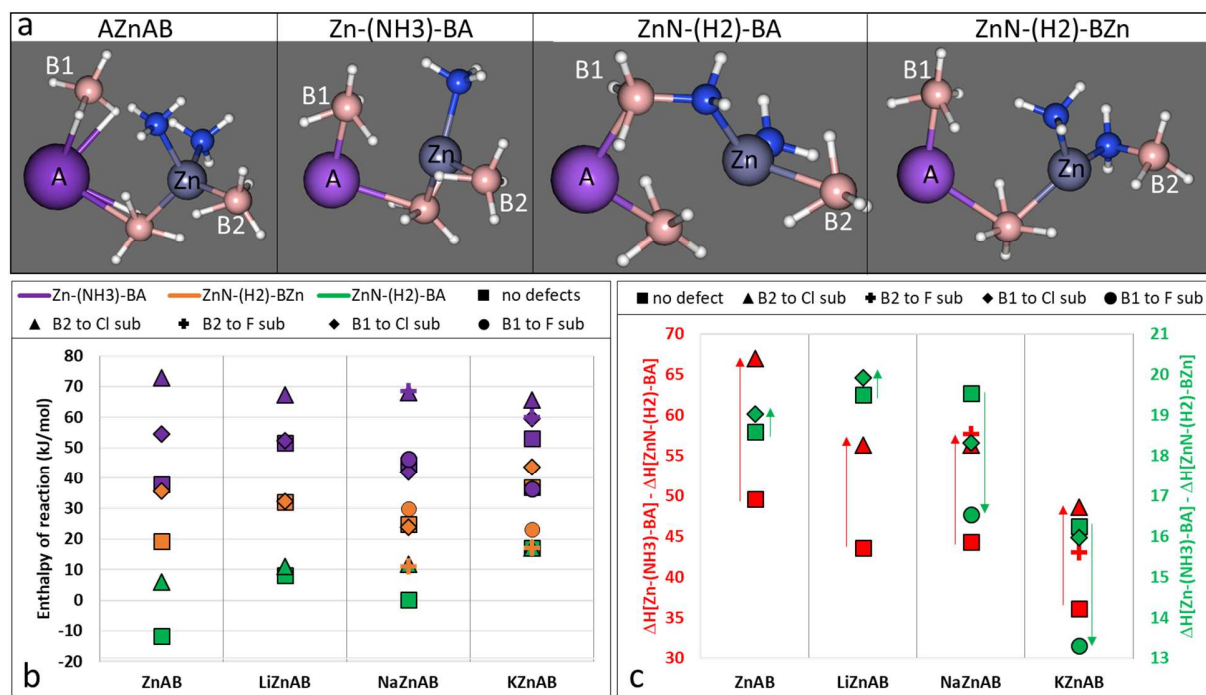 a
AZnAB
Zn-(NH3)-BA
ZnN-(H2)-BA
ZnN-(H2)-BZn
B1
A
Zn
B2
B1
A
Zn
B2
B1
A
Zn
B2
B1
A
Zn
B2
Zn-(NH3)-BA
ZnN-(H2)-BZn
ZnN-(H2)-BA
no defects
B2 to Cl sub
B2 to F sub
B1 to Cl sub
B1 to F sub
Enthalpy of reaction (kJ/mol)
80
70
60
50
40
30
20
10
0
-10
-20
b
ZnAB
LiZnAB
NaZnAB
KZnAB
no defect
B2 to Cl sub
B2 to F sub
B1 to Cl sub
B1 to F sub
ΔH[Zn-(NH3)-BA] - ΔH[ZnN-(H2)-BA]
70
65
60
55
50
45
40
35
30
21
20
19
18
17
16
15
14
13
ΔH[Zn-(NH3)-BA] - ΔH[ZnN-(H2)-BZn]
c
ZnAB
LiZnAB
NaZnAB
KZnAB